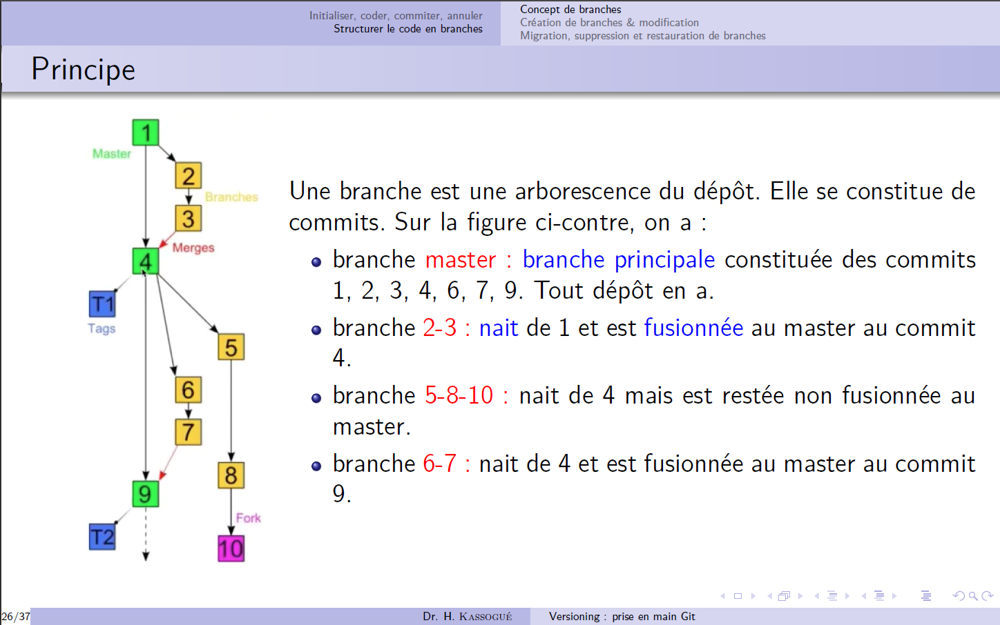 Initialiser, coder, commiter, annuler
Structurer le code en branches
Concept de branches
Création de branches & modification
Migration, suppression et restauration de branches
Principe
1
Master
2
Branches
3
Merges
4
T1
Tags
5
6
7
8
9
Fork
T2
10
Une branche est une arborescence du dépôt. Elle se constitue de
commits. Sur la figure ci-contre, on a :
branche master : branche principale constituée des commits
1, 2, 3, 4, 6, 7, 9. Tout dépôt en a.
branche 2-3 : nait de 1 et est fusionnée au master au commit
4.
branche 5-8-10 : nait de 4 mais est restée non fusionnée au
master.
branche 6-7 : nait de 4 et est fusionnée au master au commit
9.
26/37
Dr. H. Kassogué
Versioning : prise en main Git